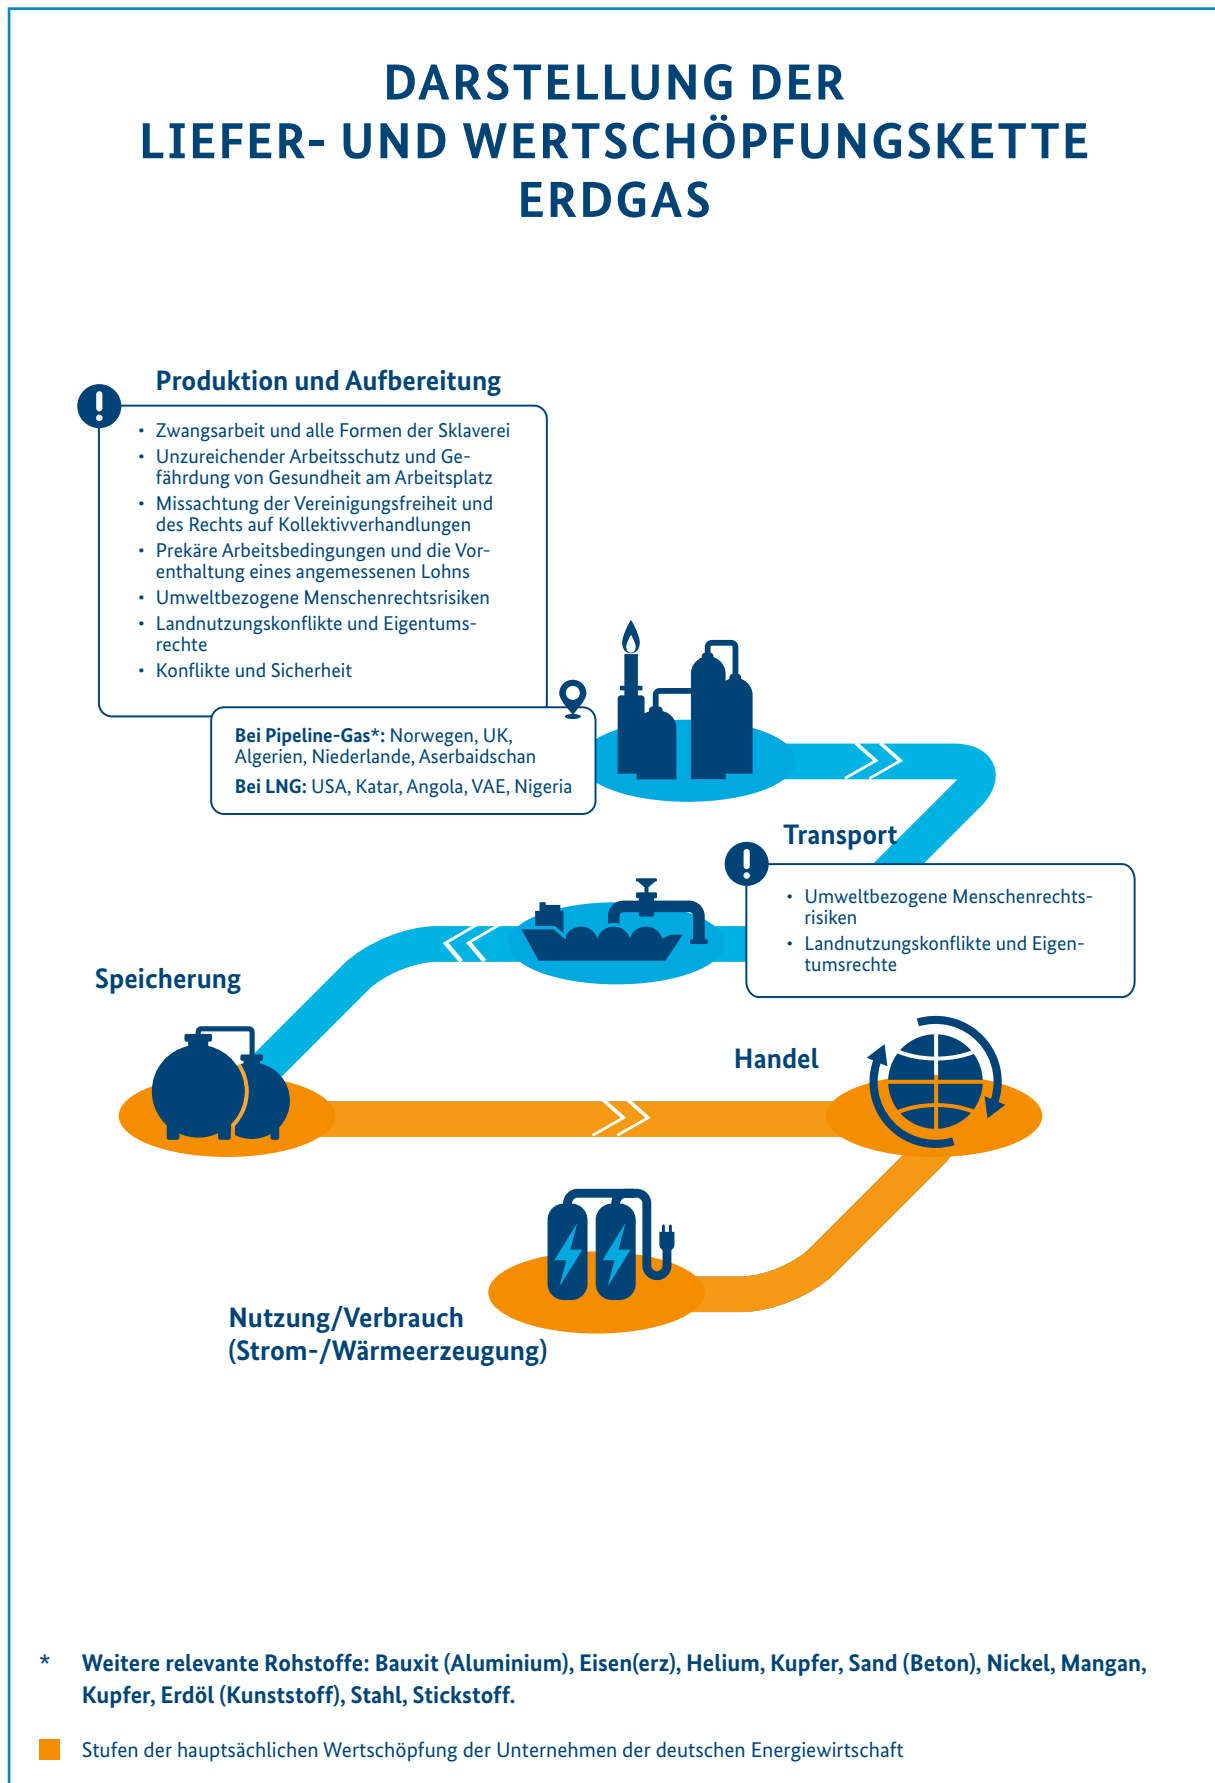 DARSTELLUNG DER
LIEFER- UND WERTSCHÖPFUNGSKETTE
ERDGAS
Produktion und Aufbereitung
• Zwangsarbeit und alle Formen der Sklaverei
• Unzureichender Arbeitsschutz und Ge-
fährdung von Gesundheit am Arbeitsplatz
• Missachtung der Vereinigungsfreiheit und
des Rechts auf Kollektivverhandlungen
• Prekäre Arbeitsbedingungen und die Vor-
enthaltung eines angemessenen Lohns
• Umweltbezogene Menschenrechtsrisiken
• Landnutzungskonflikte und Eigentums-
rechte
• Konflikte und Sicherheit
Bei Pipeline-Gas*: Norwegen, UK,
Algerien, Niederlande, Aserbaidschan
Bei LNG: USA, Katar, Angola, VAE, Nigeria
Transport
• Umweltbezogene Menschenrechts-
risiken
• Landnutzungskonflikte und Eigen-
tumsrechte
Speicherung
Handel
Nutzung/Verbrauch
(Strom-/Wärmeerzeugung)
* Weitere relevante Rohstoffe: Bauxit (Aluminium), Eisen(erz), Helium, Kupfer, Sand (Beton), Nickel, Mangan,
Kupfer, Erdöl (Kunststoff), Stahl, Stickstoff.
Stufen der hauptsächlichen Wertschöpfung der Unternehmen der deutschen Energiewirtschaft